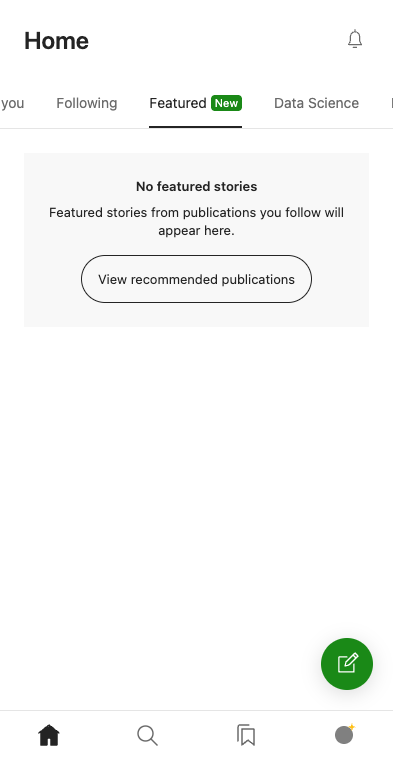 Home
you Following Featured New Data Science
No featured stories
Featured stories from publications you follow will
appear here.
View recommended publications